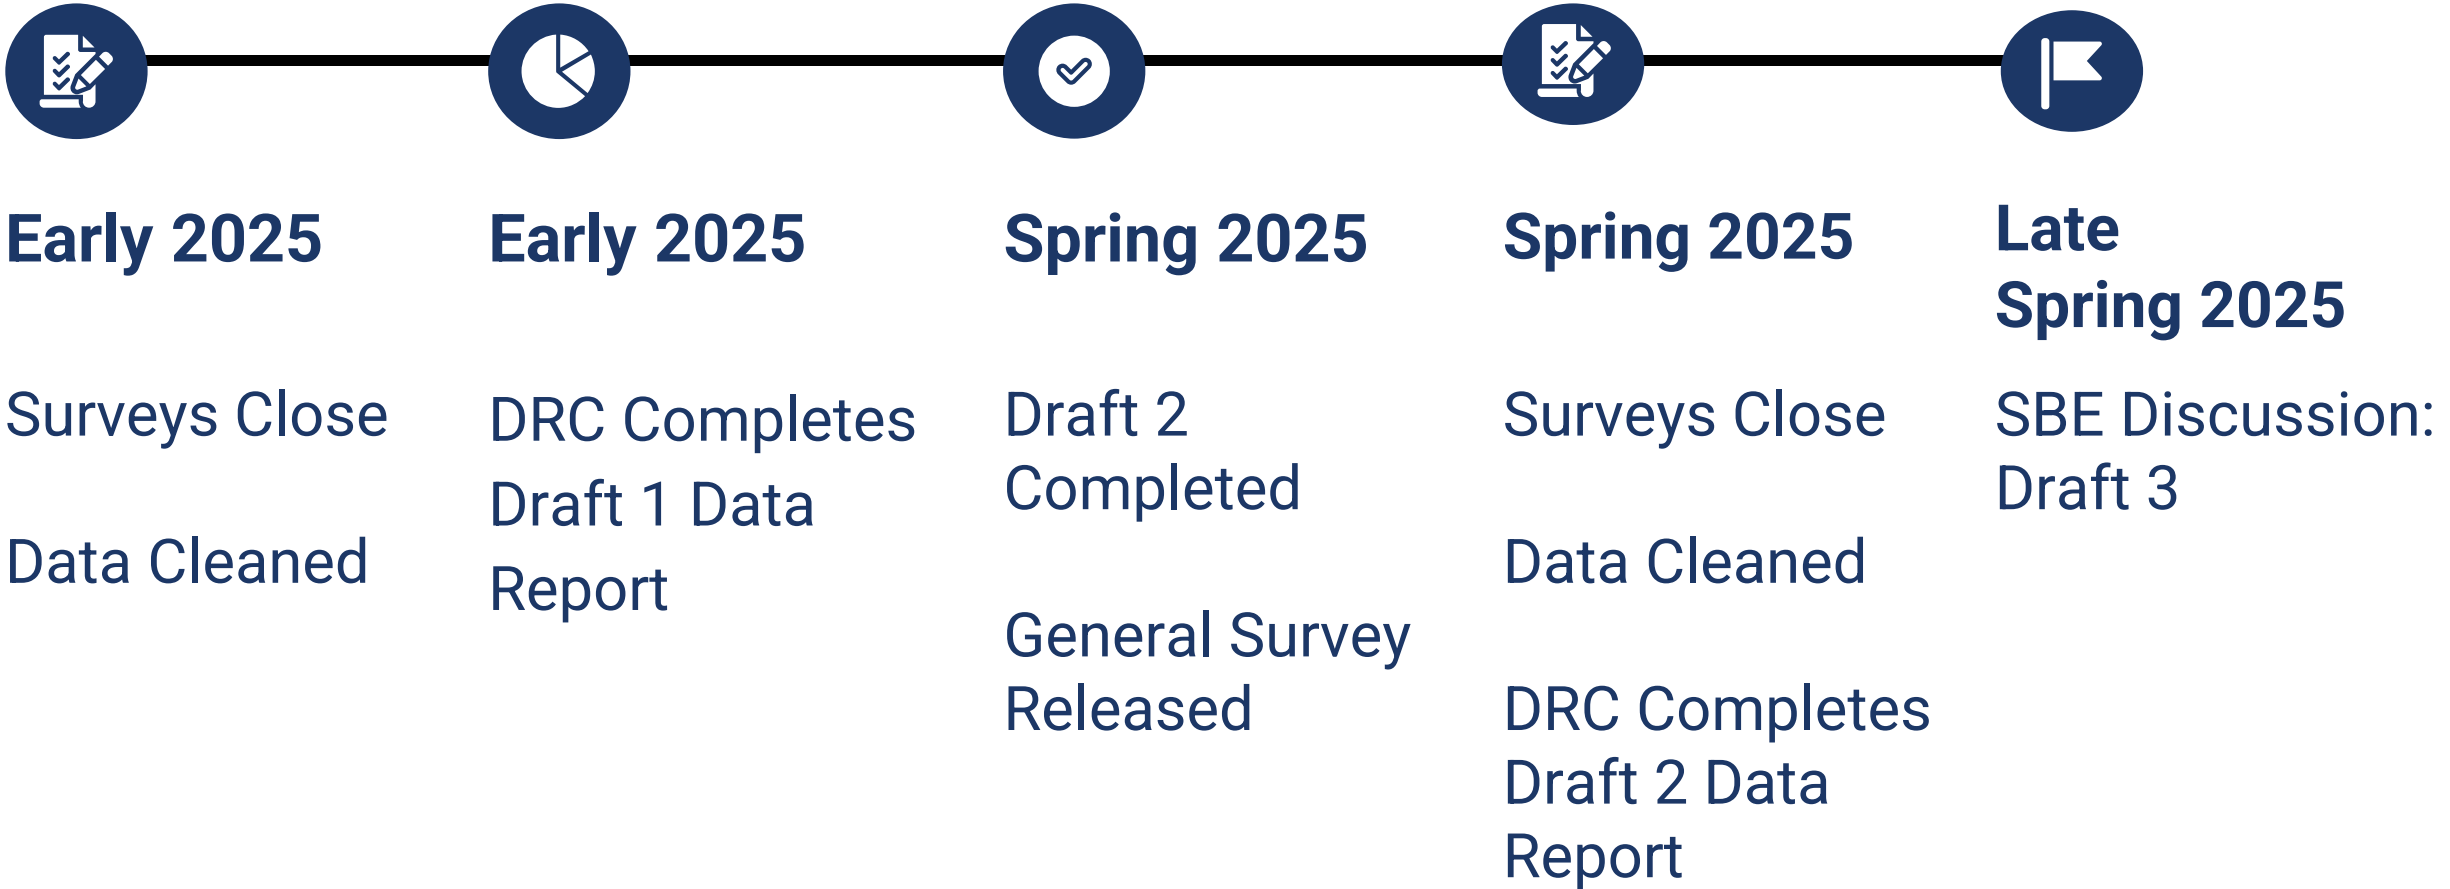 Early 2025
Surveys Close
Data Cleaned
Early 2025
DRC Completes
Draft 1 Data
Report
Spring 2025
Draft 2
Completed
General Survey
Released
Spring 2025
Surveys Close
Data Cleaned
DRC Completes
Draft 2 Data
Report
Late
Spring 2025
SBE Discussion:
Draft 3